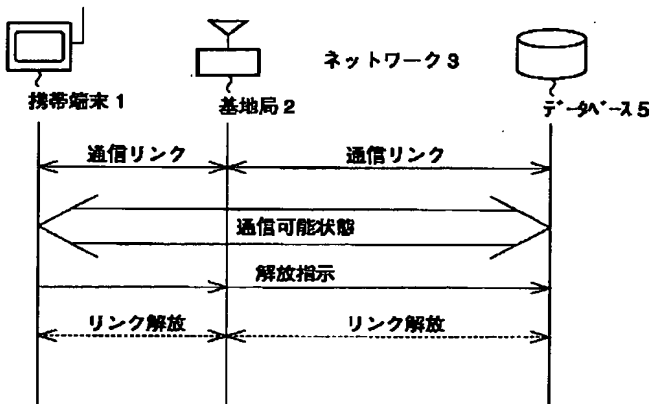 ネットワーク3
携帯端末1
基地局2
データベース5
通信リンク
通信リンク
通信可能状態
解放指示
リンク解放
リンク解放